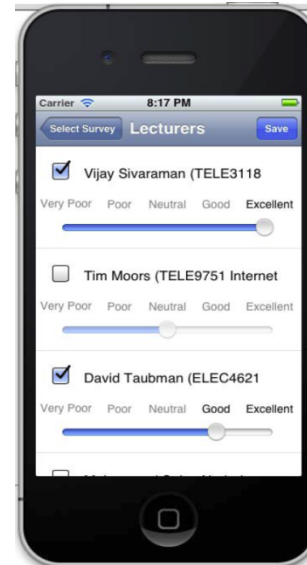 Carrier 8:17 PM
Select Survey Lecturers Save
Vijay Sivaraman (TELE3118
Very Poor Poor Neutral Good Excellent
Tim Moors (TELE9751 Internet
Very Poor Poor Neutral Good Excellent
David Taubman (ELEC4621
Very Poor Poor Neutral Good Excellent